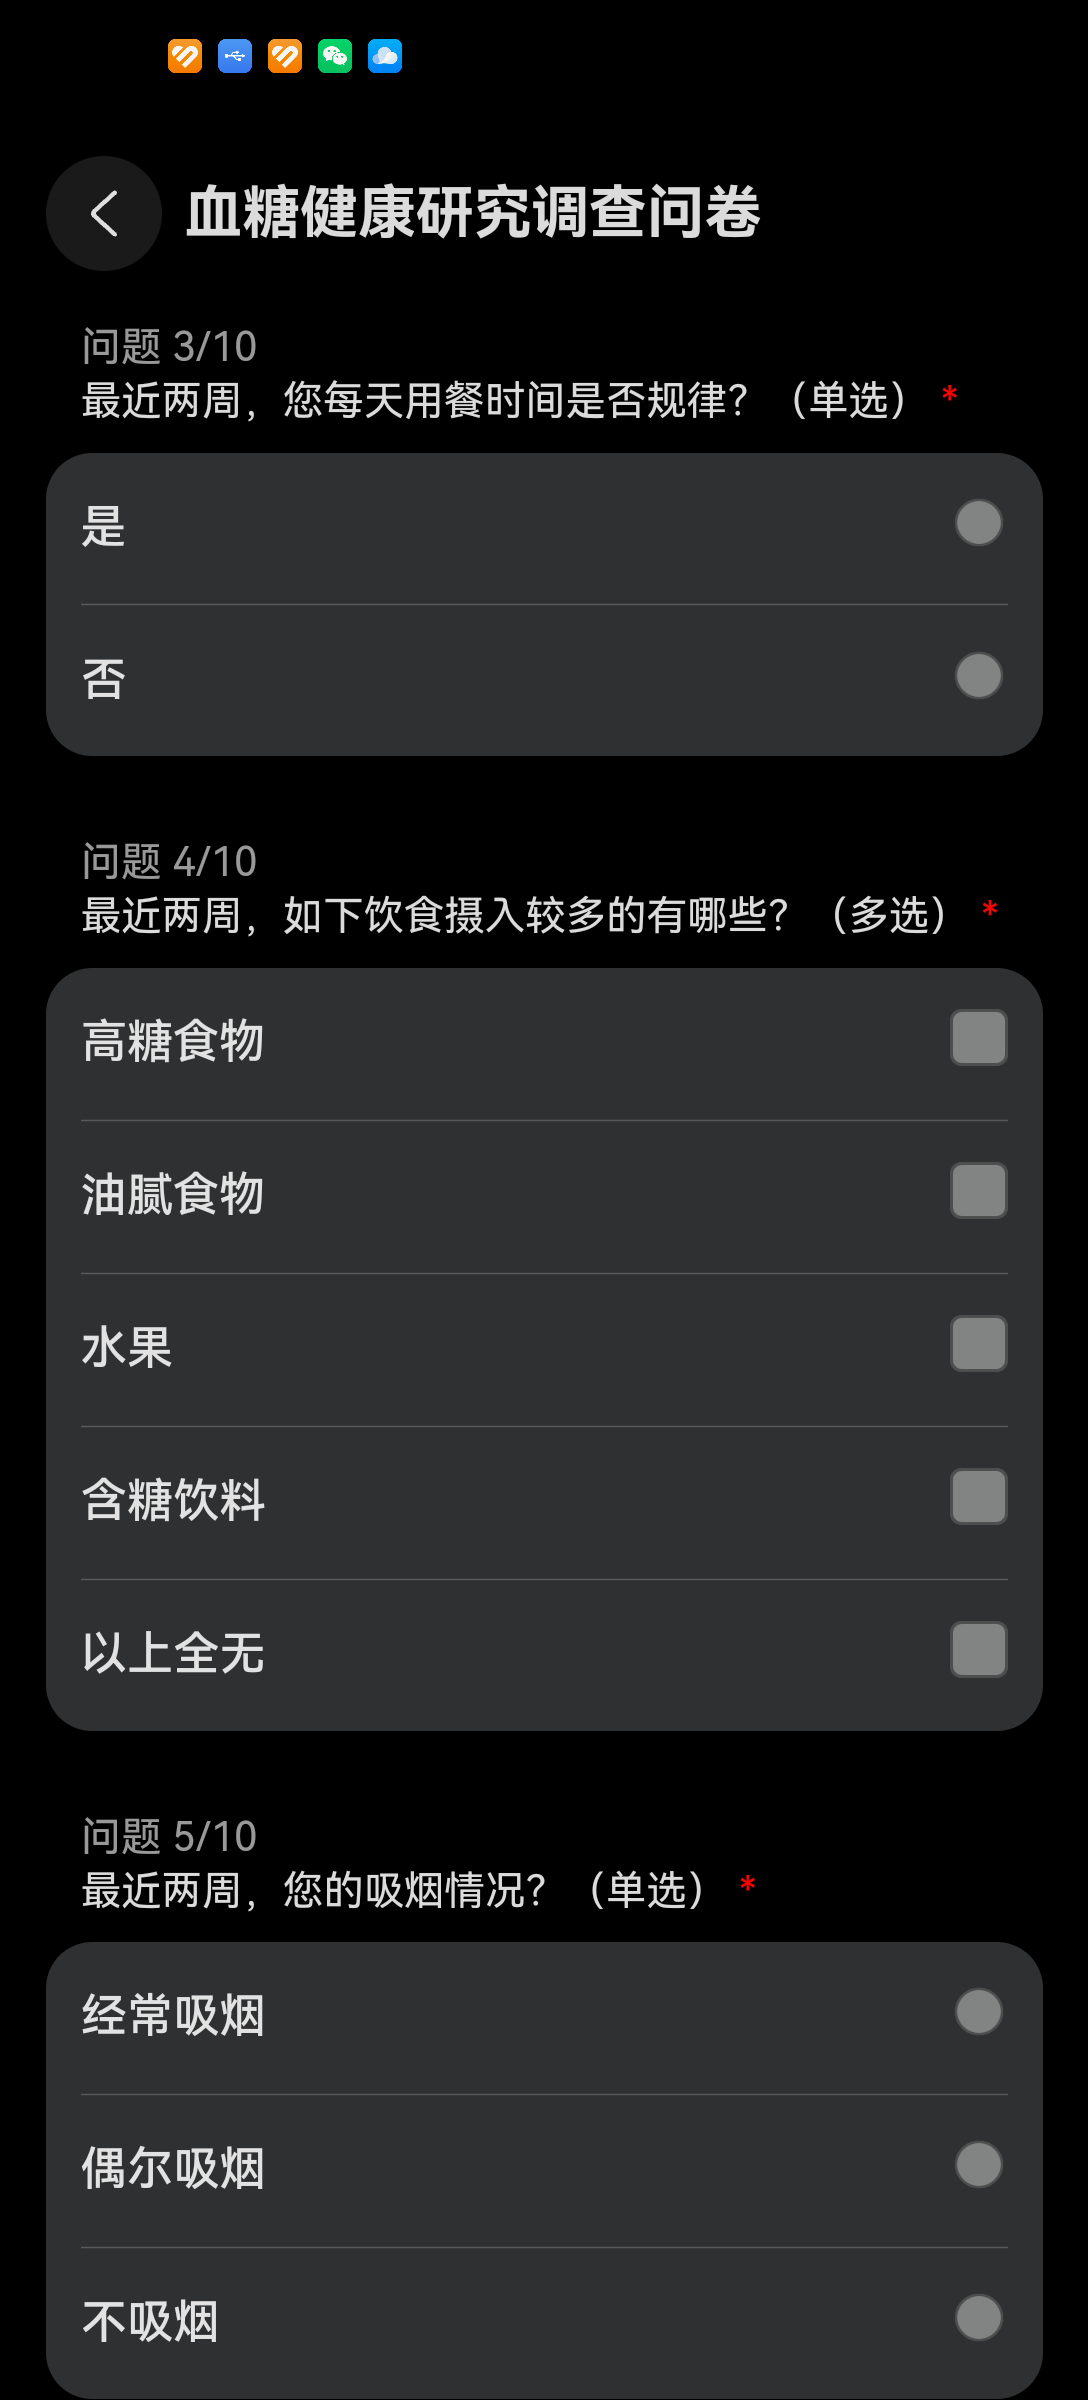 血糖健康研究调查问卷
问题 3/10
最近两周，您每天用餐时间是否规律？（单选） *
是
否
问题 4/10
最近两周，如下饮食摄入较多的有哪些？（多选） *
高糖食物
油腻食物
水果
含糖饮料
以上全无
问题 5/10
最近两周，您的吸烟情况？（单选） *
经常吸烟
偶尔吸烟
不吸烟